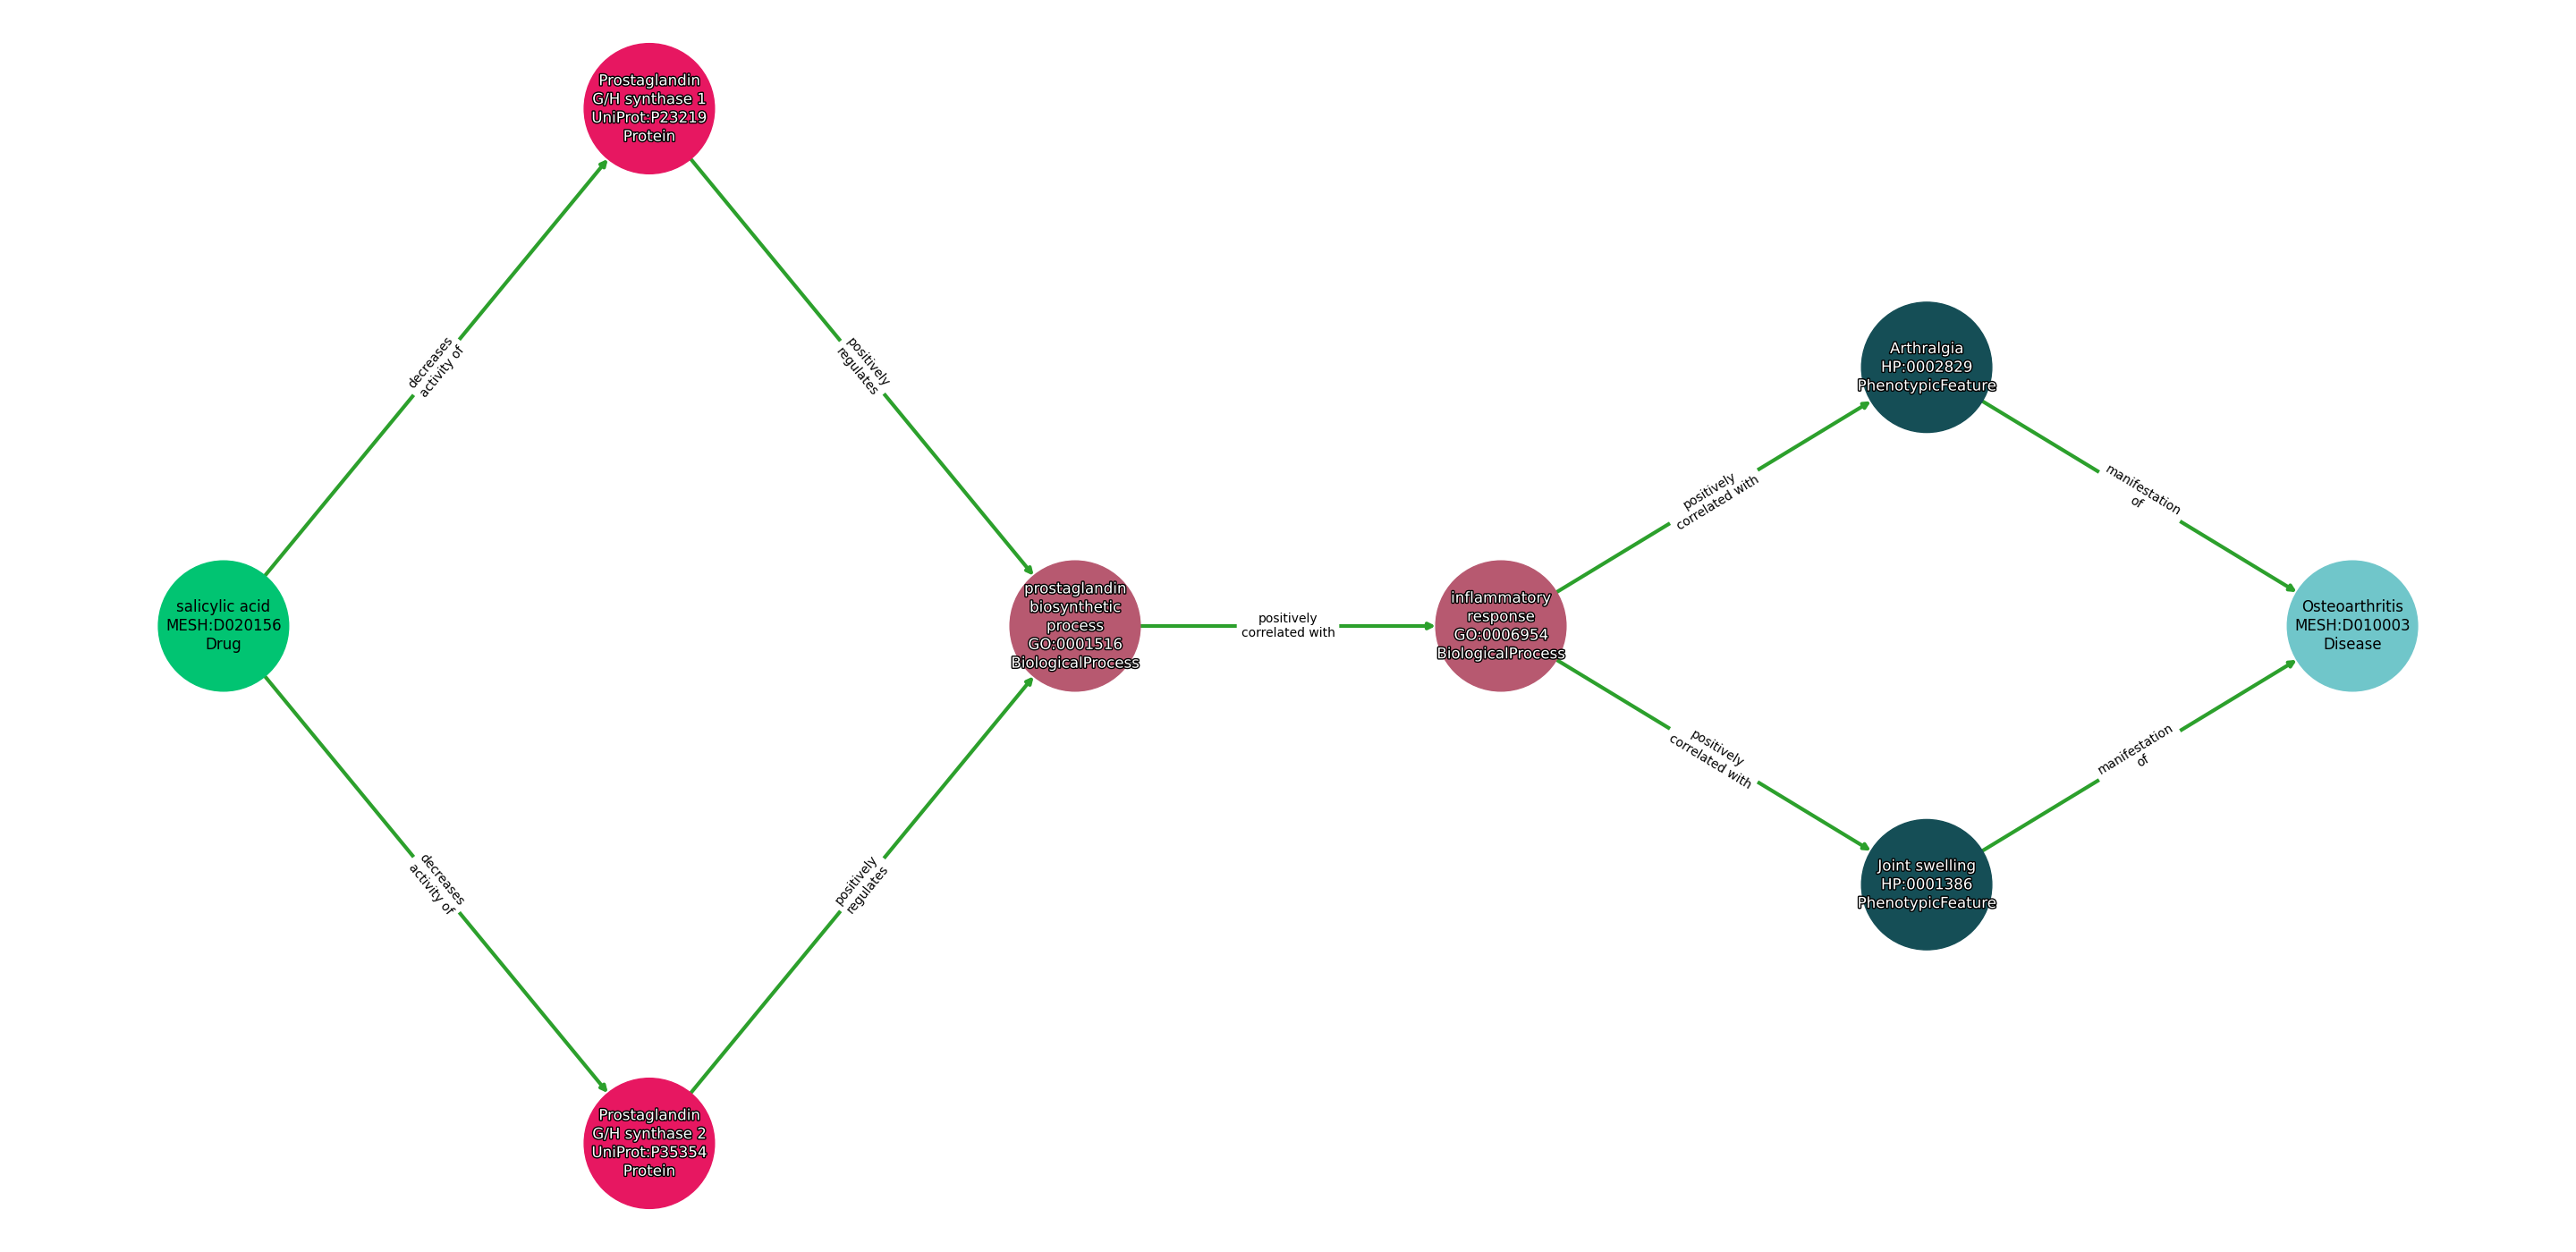 Prostaglandin
G/H synthase 1
UniProt:P23219
Protein
decreases
activity of
positively
regulates
Arthralgia
HP:0002829
PhenotypicFeature
positively
correlated with
manifestation
of
salicylic acid
MESH:D020156
Drug
prostaglandin
biosynthetic
process
GO:0001516
BiologicalProcess
positively
correlated with
inflammatory
response
GO:0006954
BiologicalProcess
Osteoarthritis
MESH:D010003
Disease
positively
correlated with
manifestation
of
decreases
activity of
positively
regulates
Joint swelling
HP:0001386
PhenotypicFeature
Prostaglandin
G/H synthase 2
UniProt:P35354
Protein